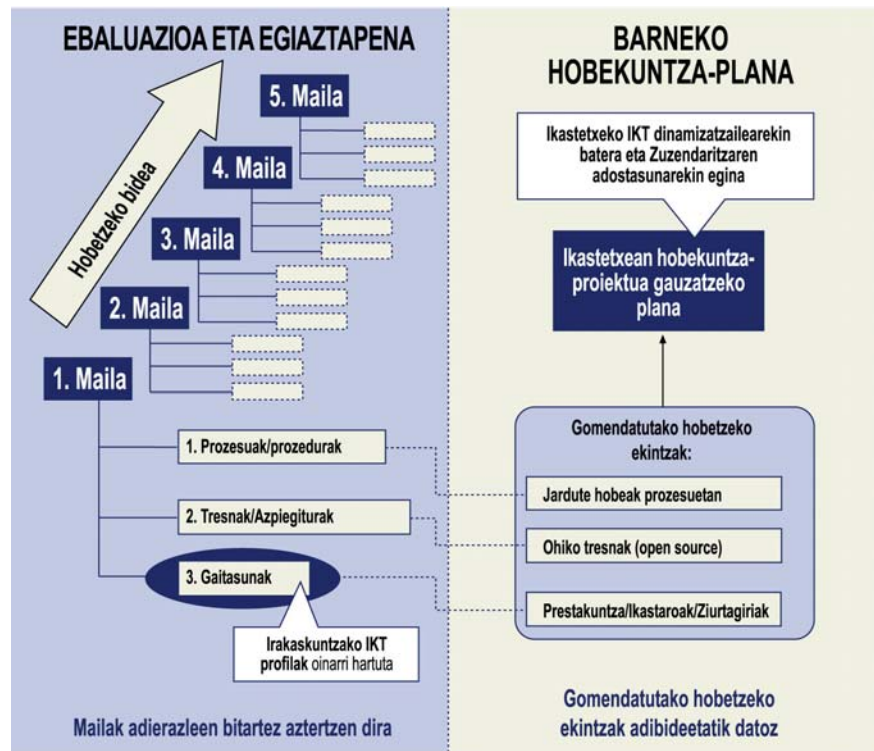 EBALUAZIOA ETA EGIAZTAPENA
Hobetzeko bidea
5. Maila
4. Maila
3. Maila
2. Maila
1. Maila
1. Prozesuak/prozedurak
2. Tresnak/Azpiegiturak
3. Gaitasunak
Irakaskuntzako IKT
profilak oinarri hartuta
Mailak adierazleen bitartez aztertzen dira
BARNEKO
HOBEKUNTZA-PLANA
Ikastetxeko IKT dinamizatzailearekin
batera eta Zuzendaritzaren
adostasunarekin egina
Ikastetxean hobekuntza-
proiektua gauzatzeko
plana
Gomendatutako hobetzeko
ekintzak:
Jardute hobeak prozesuetan
Ohiko tresnak (open source)
Prestakuntza/Ikastaroak/Ziurtagiriak
Gomendatutako hobetzeko
ekintzak adibideetatik datoz